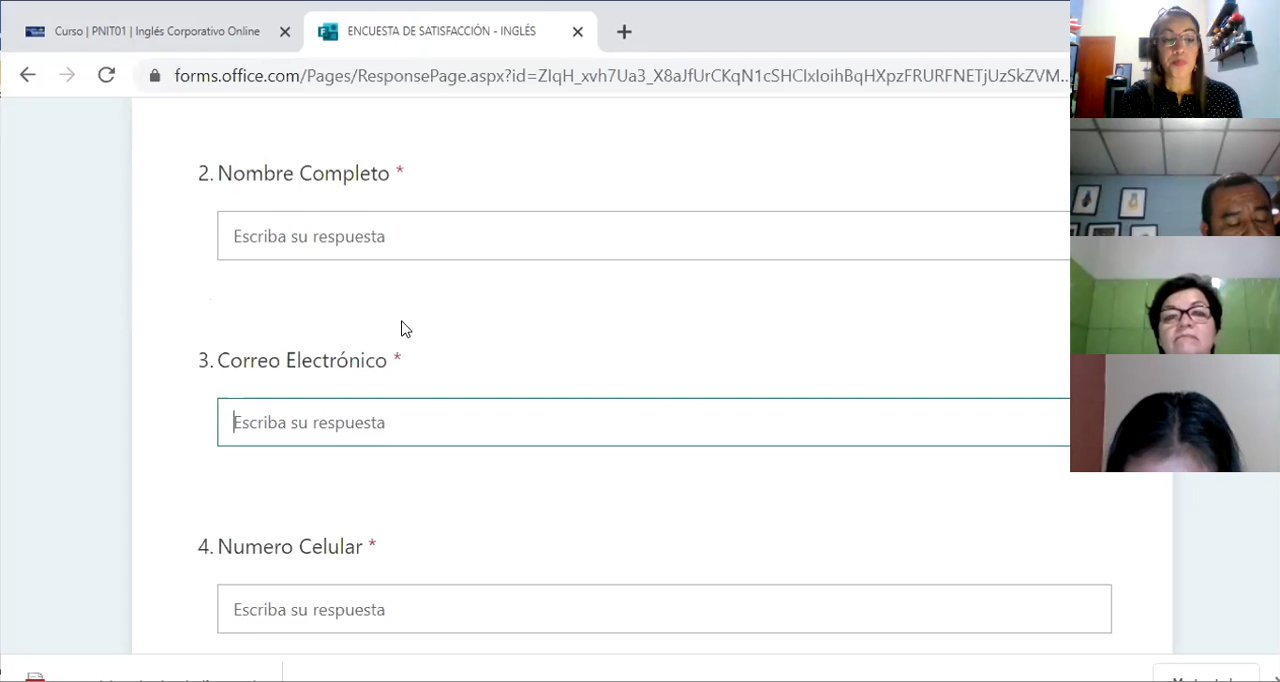 Curso | PNIT01 | Inglés Corporativo Online
ENCUESTA DE SATISFACCIÓN - INGLÉS
forms.office.com/Pages/ResponsePage.aspx?id=ZIqH_xvh7Ua3_X8aJfUrCKqN1cSHCIxIoihBqHXpzFRURFNETjUzSkZVM...
2. Nombre Completo *
Escriba su respuesta
3. Correo Electrónico *
Escriba su respuesta
4. Numero Celular *
Escriba su respuesta